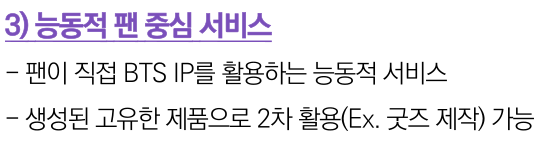 3) 능동적 팬 중심 서비스
- 팬이 직접 BTS IP를 활용하는 능동적 서비스
- 생성된 고유한 제품으로 2차 활용(Ex. 굿즈 제작) 가능